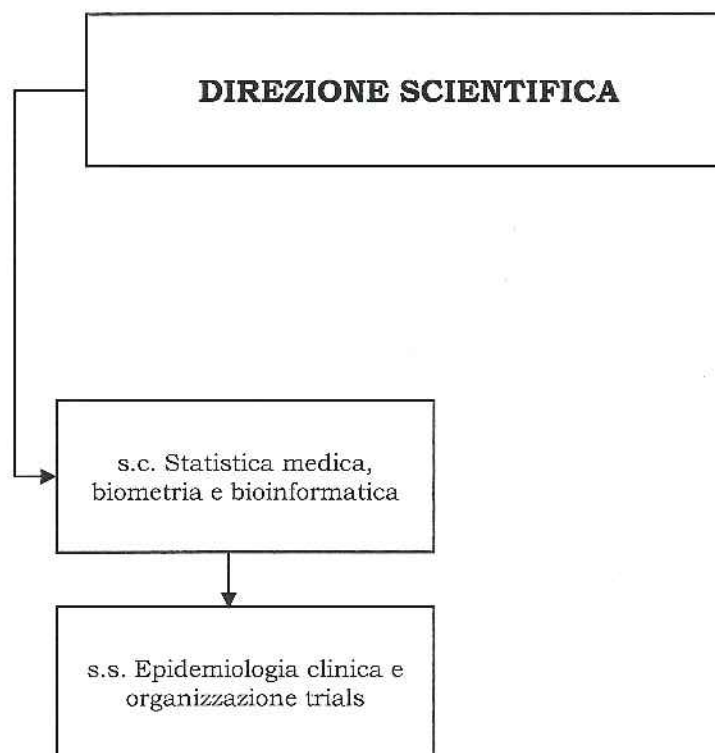 DIREZIONE SCIENTIFICA
s.c. Statistica medica,
biometria e bioinformatica
s.s. Epidemiologia clinica e
organizzazione trials